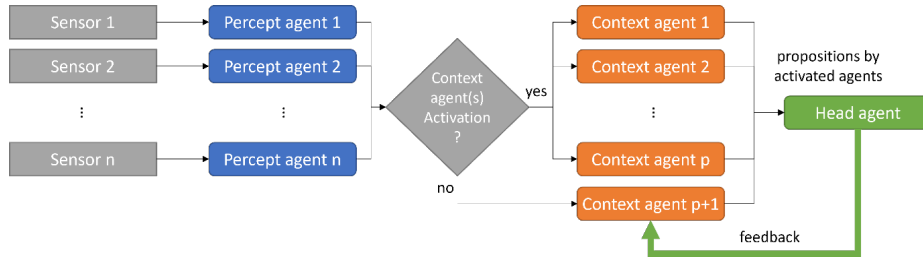 Sensor 1
Percept agent 1
Sensor 2
Percept agent 2
⋮
⋮
Sensor n
Percept agent n
Context
agent(s)
Activation
?
yes
no
Context agent 1
Context agent 2
⋮
Context agent p
Context agent p+1
propositions by
activated agents
Head agent
feedback